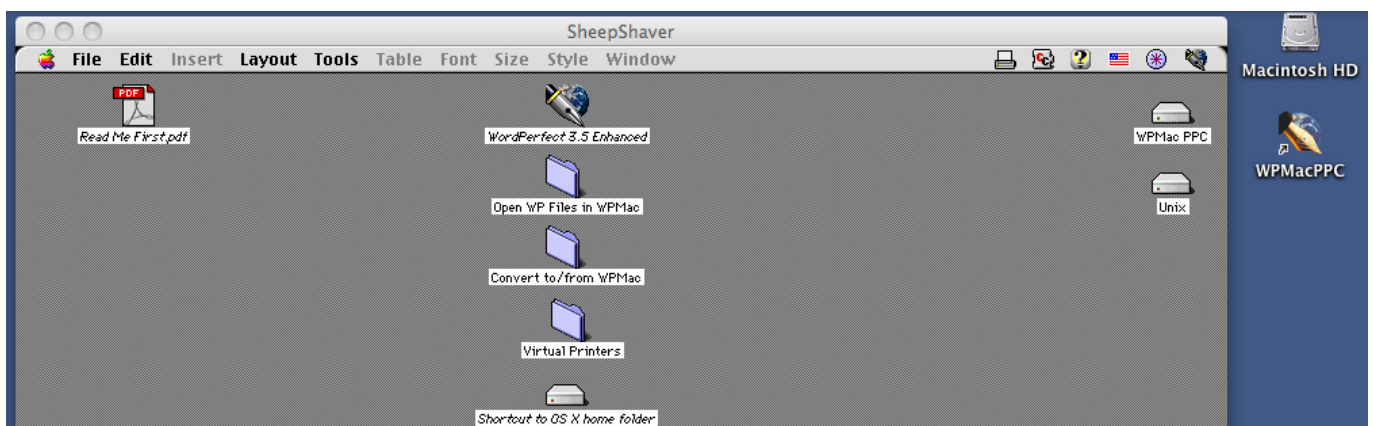 SheepShaver
File Edit Insert Layout Tools Table Font Size Style Window
Macintosh HD
PDF
Read Me First.pdf
WordPerfect 3.5 Enhanced
WPMac PPC
WPMacPPC
Open WP Files in WPMac
Unix
Convert to/from WPMac
Virtual Printers
Shortcut to OS X home folder